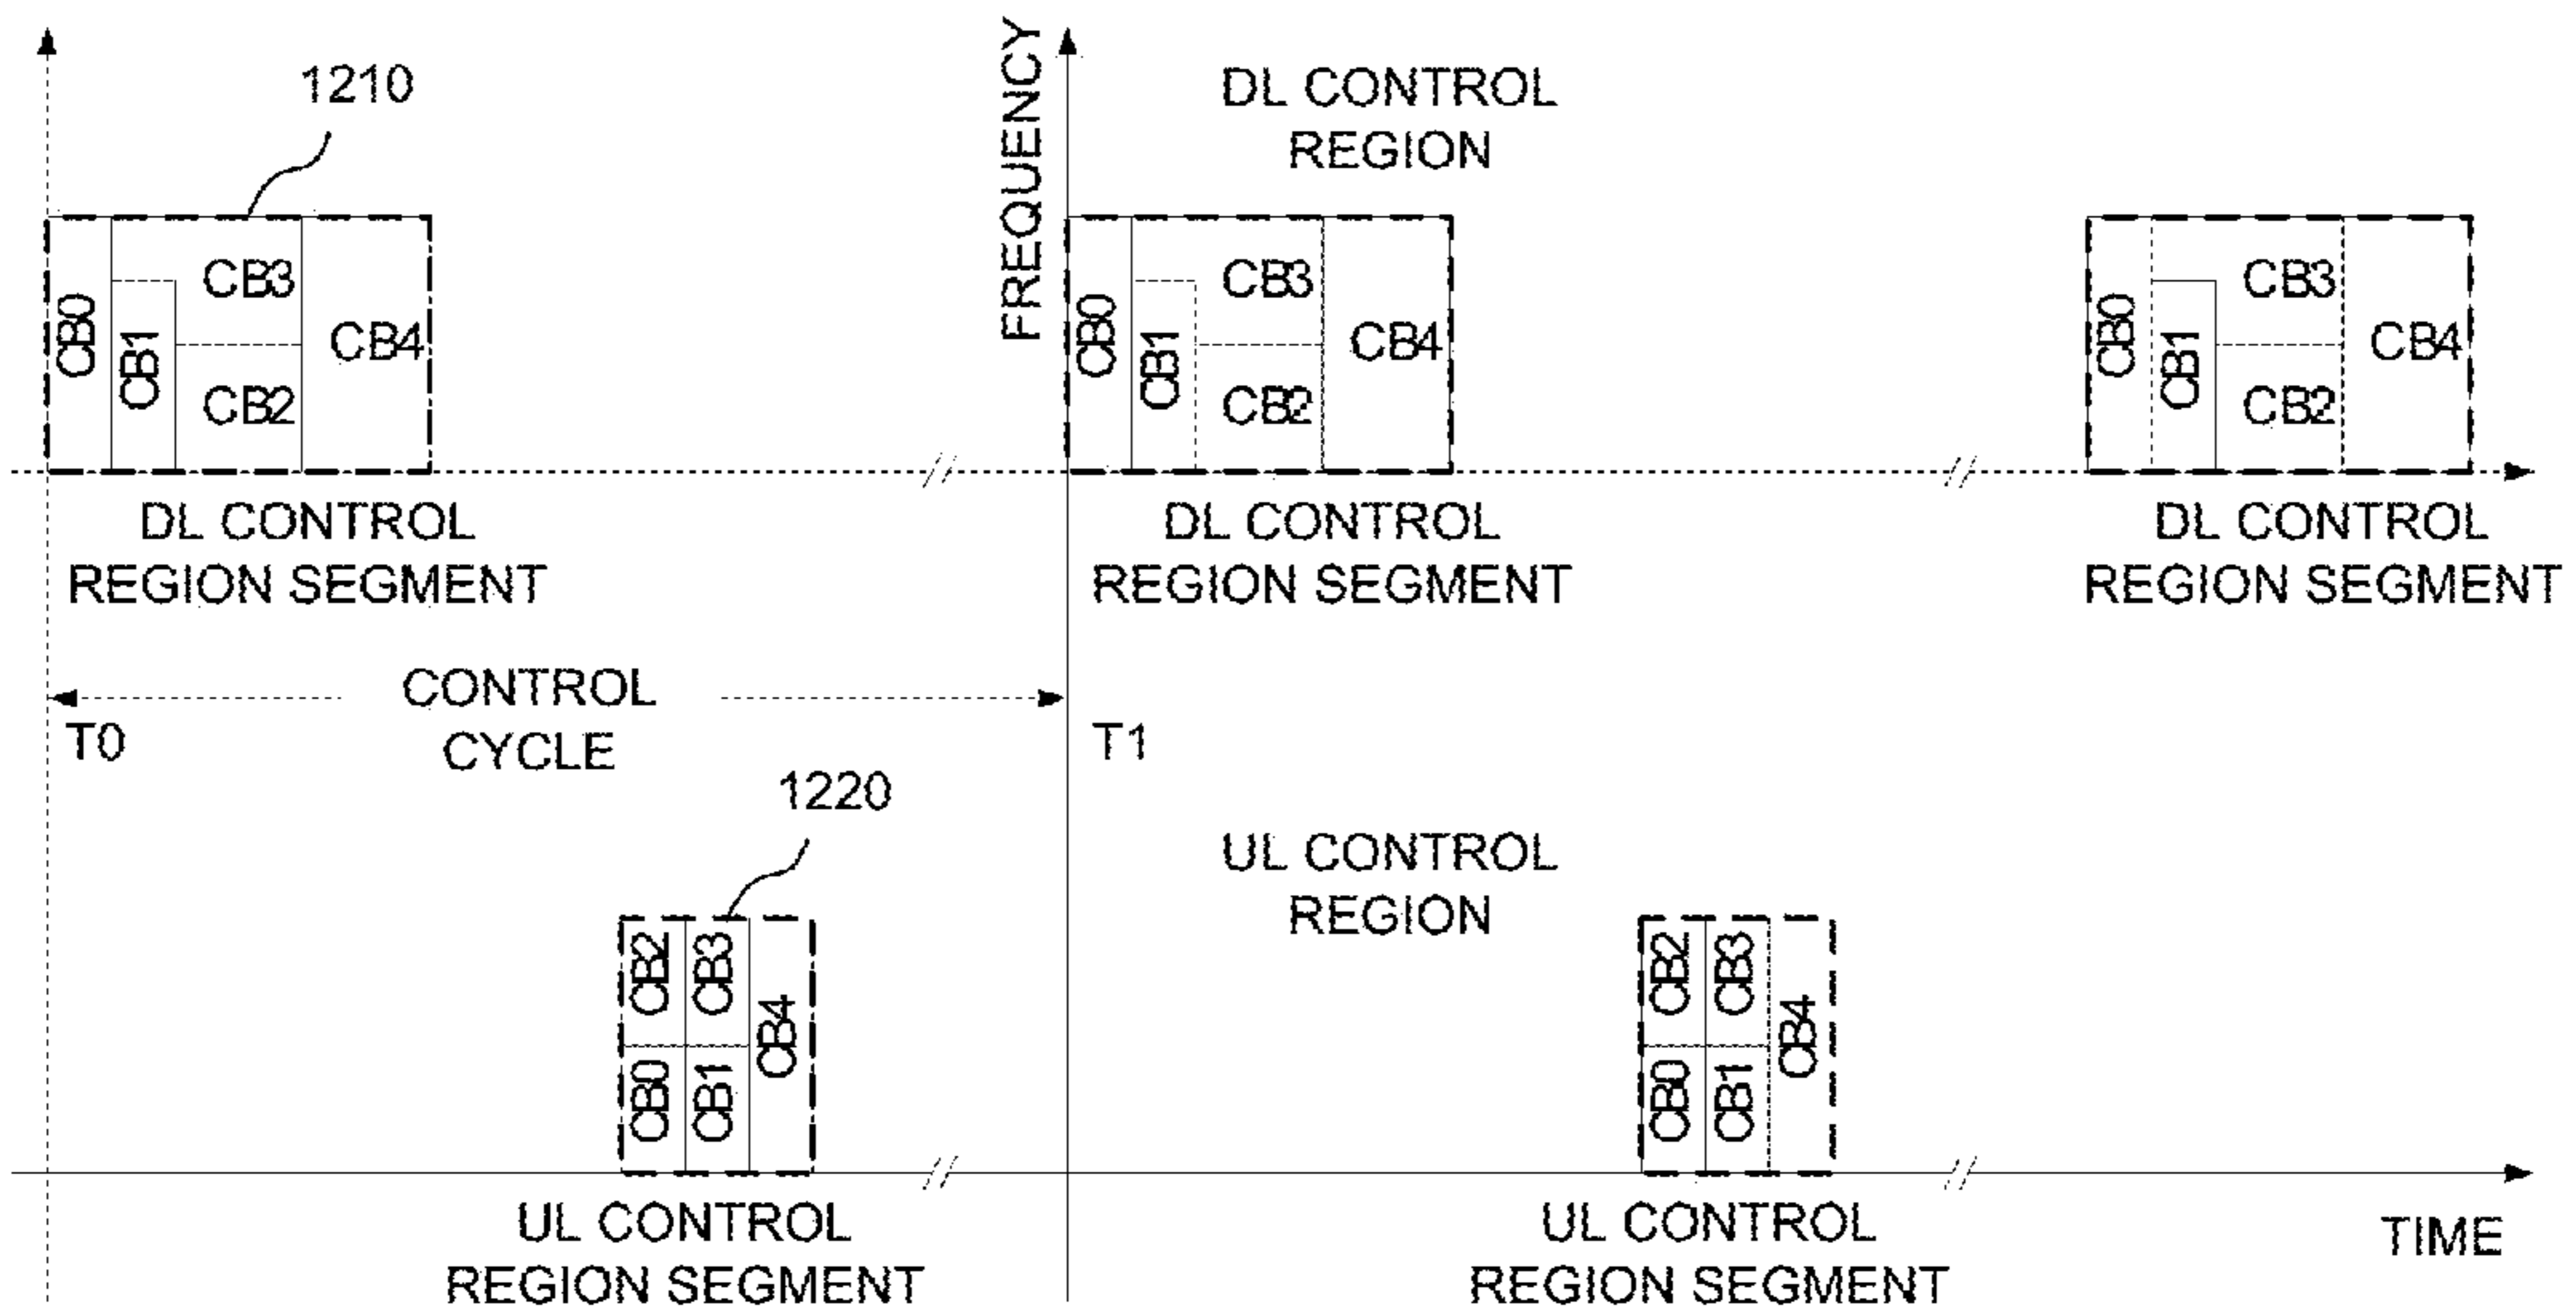 1210
FREQUENCY
DL CONTROL
REGION
CB0
CB1
CB3
CB2
CB4
CB0
CB1
CB3
CB2
CB4
CB0
CB1
CB3
CB2
CB4
DL CONTROL
REGION SEGMENT
DL CONTROL
REGION SEGMENT
DL CONTROL
REGION SEGMENT
CONTROL
CYCLE
T0
T1
1220
UL CONTROL
REGION
CB2
CB3
CB0
CB1
CB4
CB2
CB3
CB0
CB1
CB4
UL CONTROL
REGION SEGMENT
UL CONTROL
REGION SEGMENT
TIME